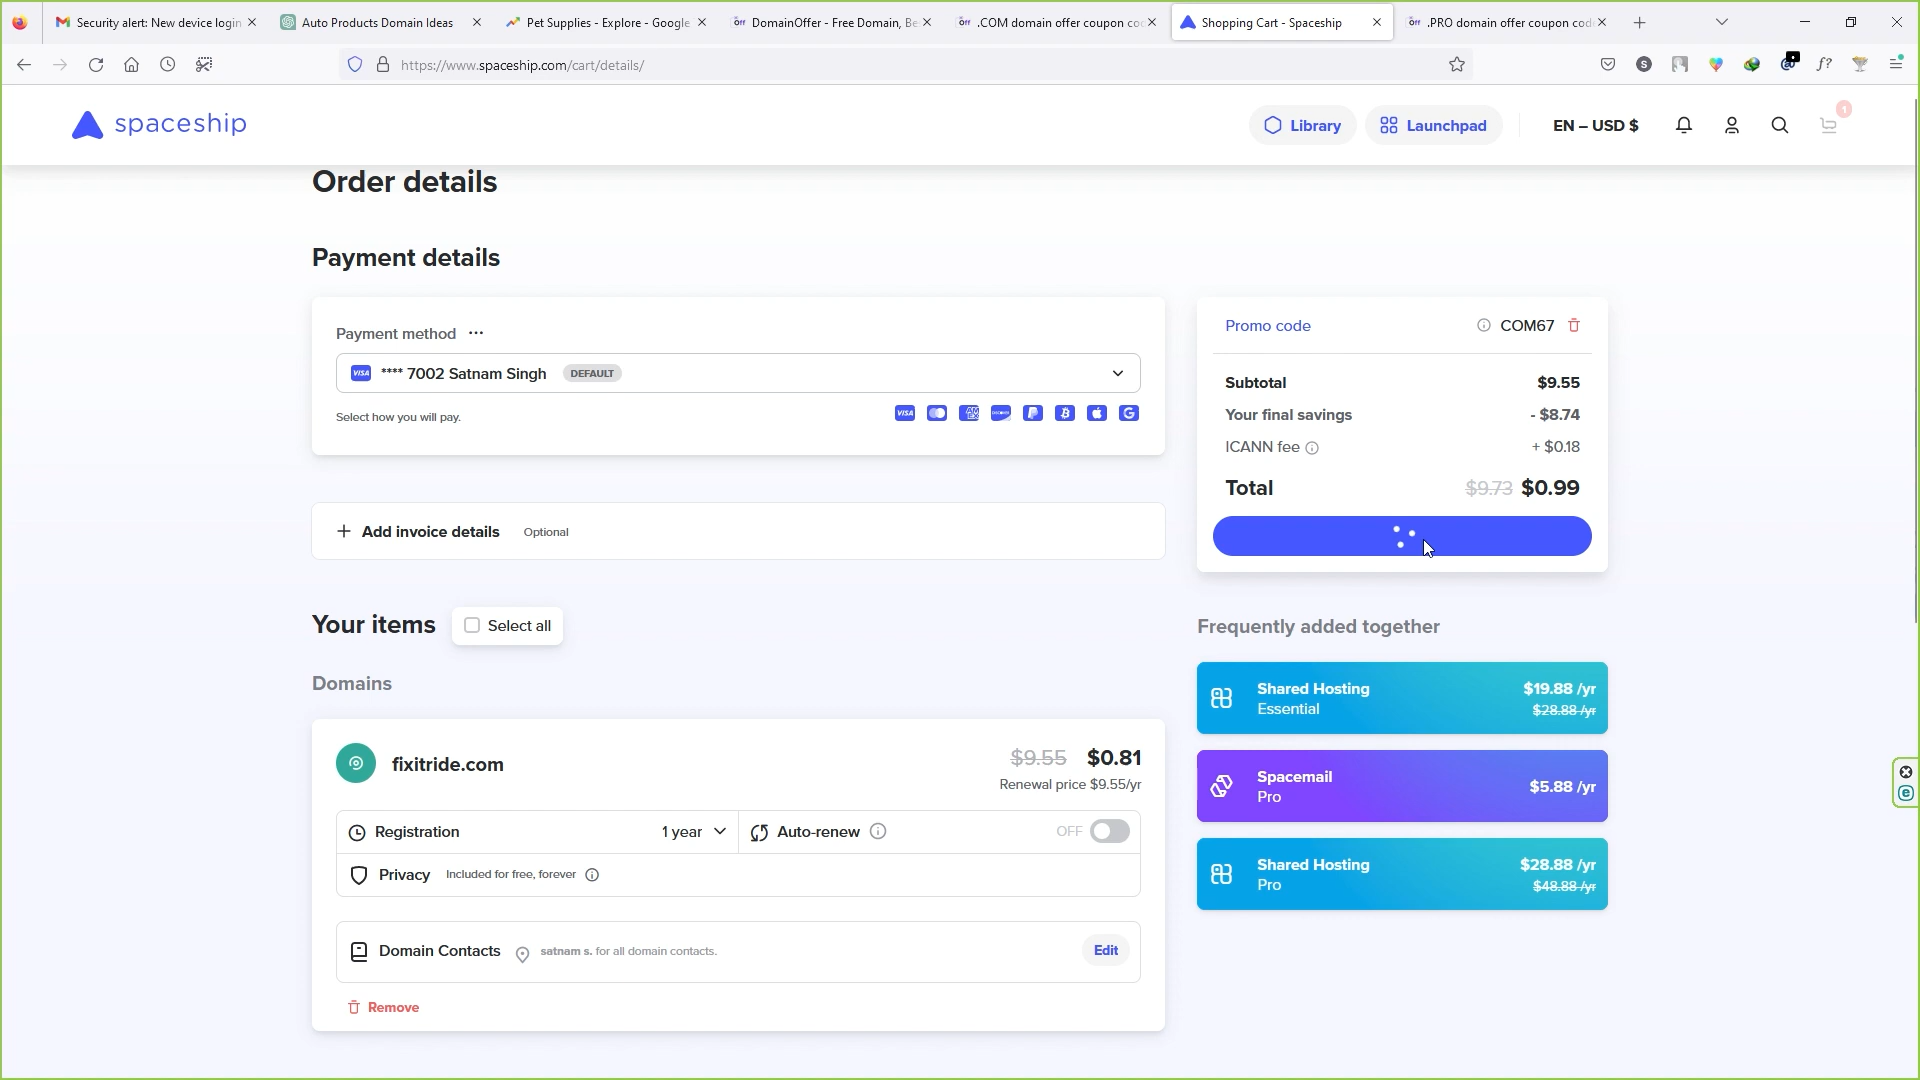 Security alert: New device login
Auto Products Domain Ideas
Pet Supplies - Explore - Google
DomainOffer - Free Domain, Be
.COM domain offer coupon co
Shopping Cart - Spaceship
.PRO domain offer coupon cod
https://www.spaceship.com/cart/details/
spaceship
Library
Launchpad
EN – USD $
1
Order details
Payment details
Payment method
VISA **** 7002 Satnam Singh DEFAULT
Select how you will pay.
Promo code
COM67
Subtotal $9.55
Your final savings - $8.74
ICANN fee + $0.18
Total $9.73 $0.99
+ Add invoice details Optional
Your items
Select all
Domains
fixitride.com
$9.55 $0.81
Renewal price $9.55/yr
Registration 1 year
Auto-renew OFF
Privacy Included for free, forever
Domain Contacts satnam s. for all domain contacts.
Edit
Remove
Frequently added together
Shared Hosting $19.88 /yr
Essential $28.88 /yr
Spacemail
Pro
$5.88 /yr
Shared Hosting $28.88 /yr
Pro $48.88 /yr